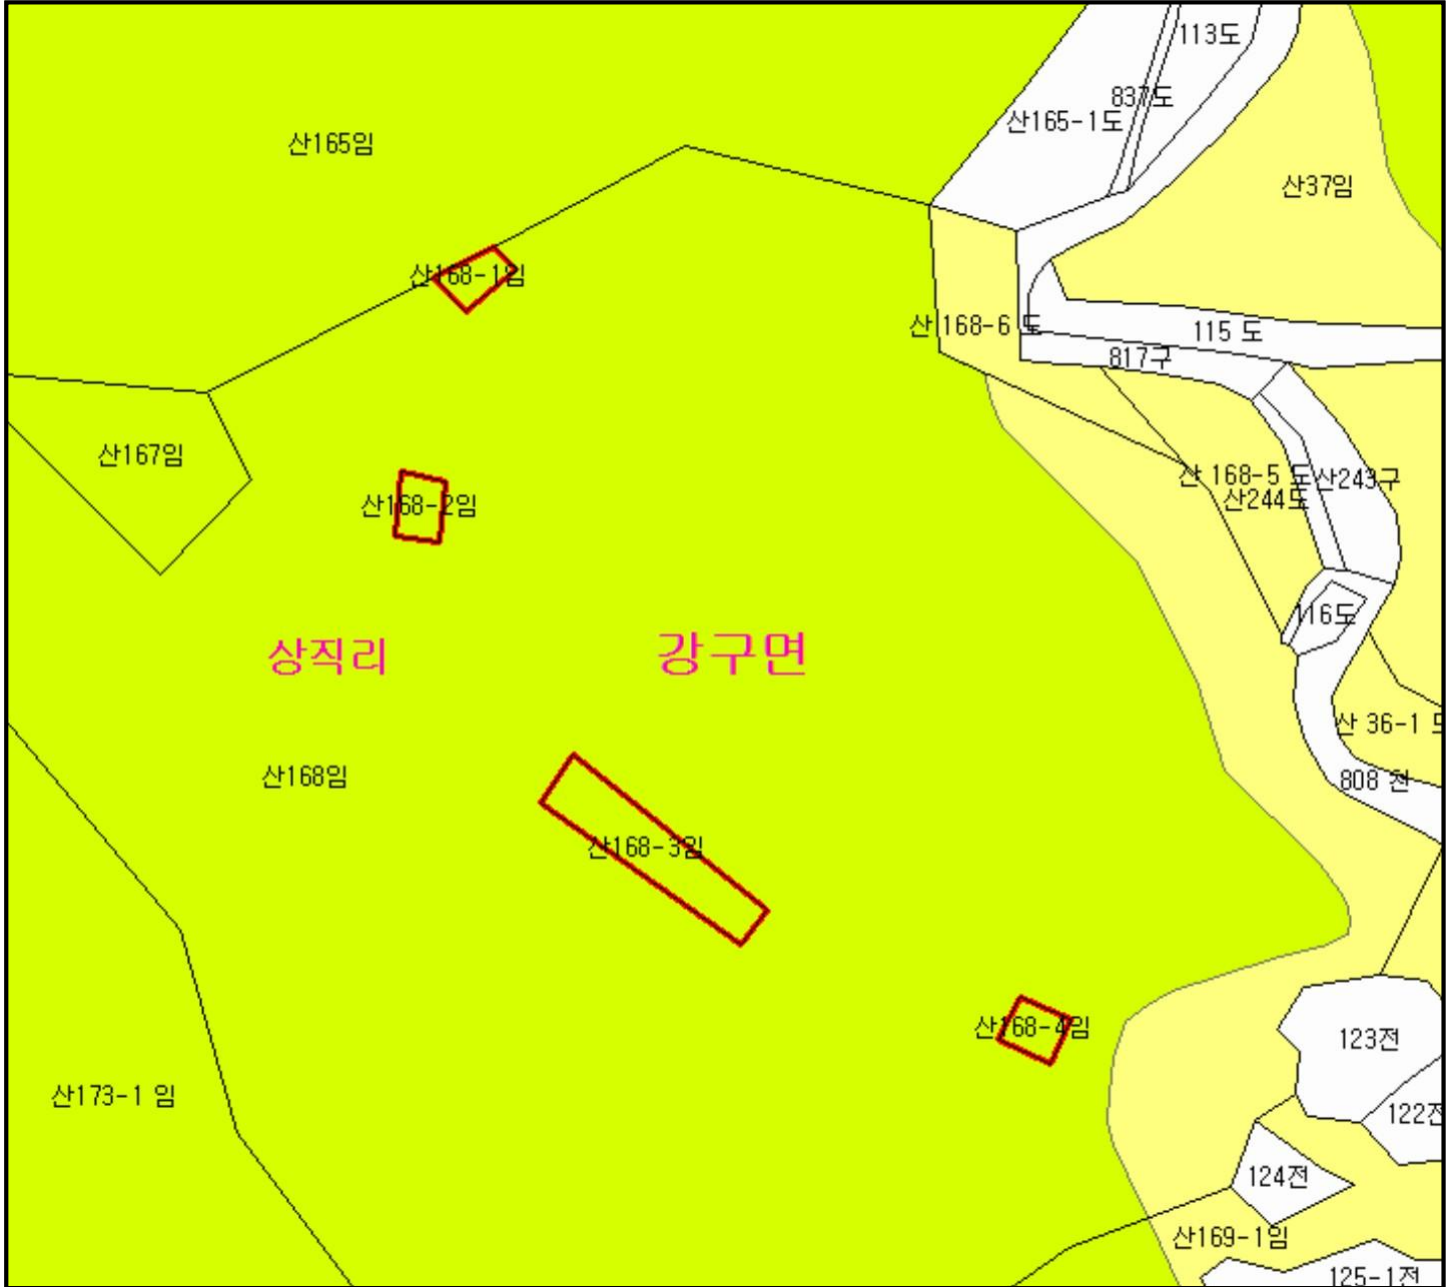 113도
837도
산165-1도
산165임
산37임
산168-1임
산 168-6 도
115 도
817구
산167임
산 168-5 도
산243구
산244도
산168-2임
116도
상직리
강구면
산 36-1
산168임
808 천
산168-3임
산168-4임
123전
산173-1 임
122전
124전
산169-1임
125-1전